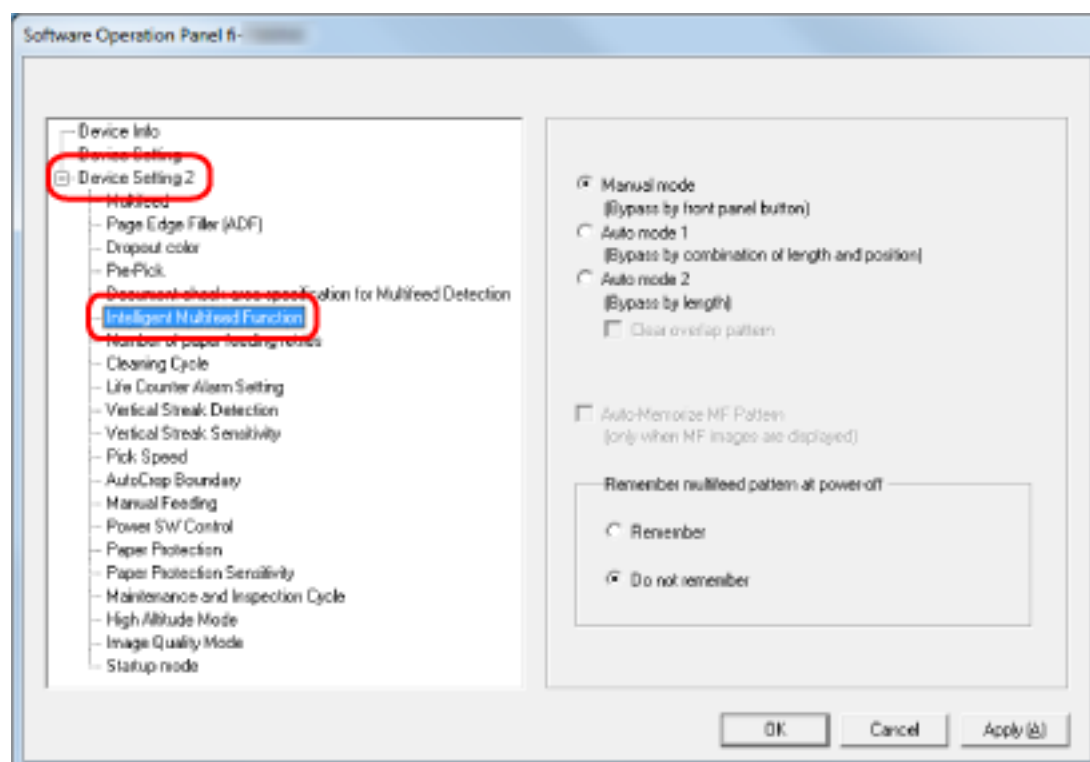 Software Operation Panel fi-
Device Info
Device Setting
Device Setting 2
Multifeed
Page Edge Filler (ADF)
Dropout color
Pre-Pick
Document check area specification for Multifeed Detection
Intelligent Multifeed Function
Number of paper feeding retries
Cleaning Cycle
Life Counter Alarm Setting
Vertical Streak Detection
Vertical Streak Sensitivity
Pick Speed
AutoCrop Boundary
Manual Feeding
Power SW Control
Paper Protection
Paper Protection Sensitivity
Maintenance and Inspection Cycle
High Altitude Mode
Image Quality Mode
Startup mode
Manual mode
(Bypass by front panel button)
Auto mode 1
(Bypass by combination of length and position)
Auto mode 2
(Bypass by length)
Clear overlap pattern
Auto-Memorize MF Pattern
(only when MF images are displayed)
Remember multifeed pattern at power-off
Remember
Do not remember
OK Cancel Apply (A)